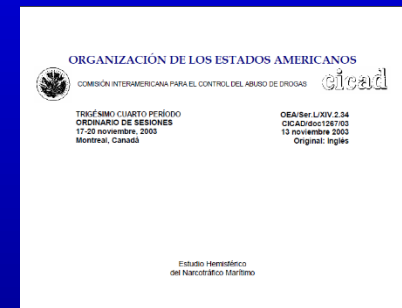 ORGANIZACIÓN DE LOS ESTADOS AMERICANOS
COMISIÓN INTERAMERICANA PARA EL CONTROL DEL ABUSO DE DROGAS
cicad
TRIGÉSIMO CUARTO PERÍODO
ORDINARIO DE SESIONES
17-20 noviembre, 2003
Montreal, Canadá
OEA/Ser.L/XIV.2.34
CICAD/doc1267/03
13 noviembre 2003
Original: Inglés
Estudio Hemisférico
del Narcotráfico Marítimo